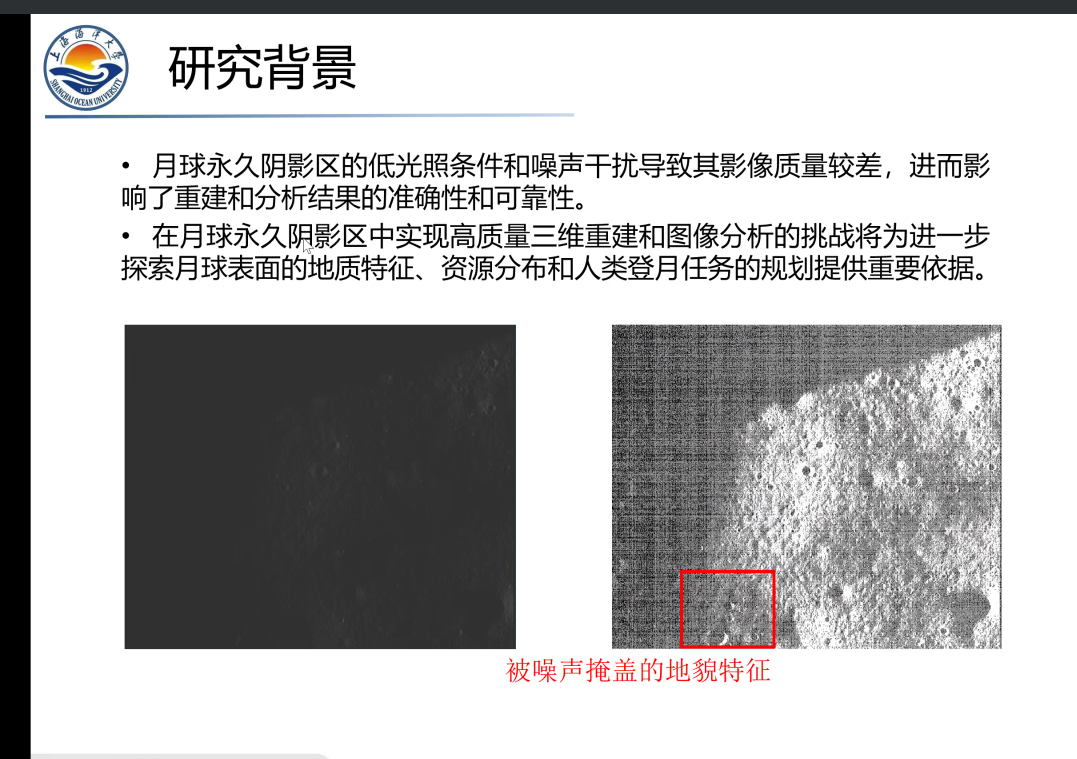 上海海洋大学
SHANGHAI OCEAN UNIVERSITY
1912
研究背景
• 月球永久阴影区的低光照条件和噪声干扰导致其影像质量较差，进而影
响了重建和分析结果的准确性和可靠性。
• 在月球永久阴影区中实现高质量三维重建和图像分析的挑战将为进一步
探索月球表面的地质特征、资源分布和人类登月任务的规划提供重要依据。
被噪声掩盖的地貌特征